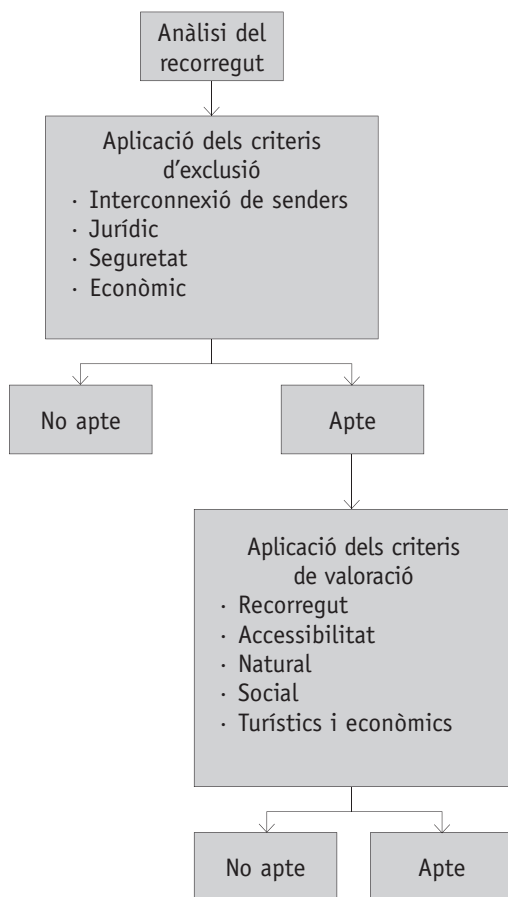 Anàlisi del
recorregut
Aplicació dels criteris
d’exclusió
· Interconnexió de senders
· Jurídic
· Seguretat
· Econòmic
No apte
Apte
Aplicació dels criteris
de valoració
· Recorregut
· Accessibilitat
· Natural
· Social
· Turístics i econòmics
No apte
Apte